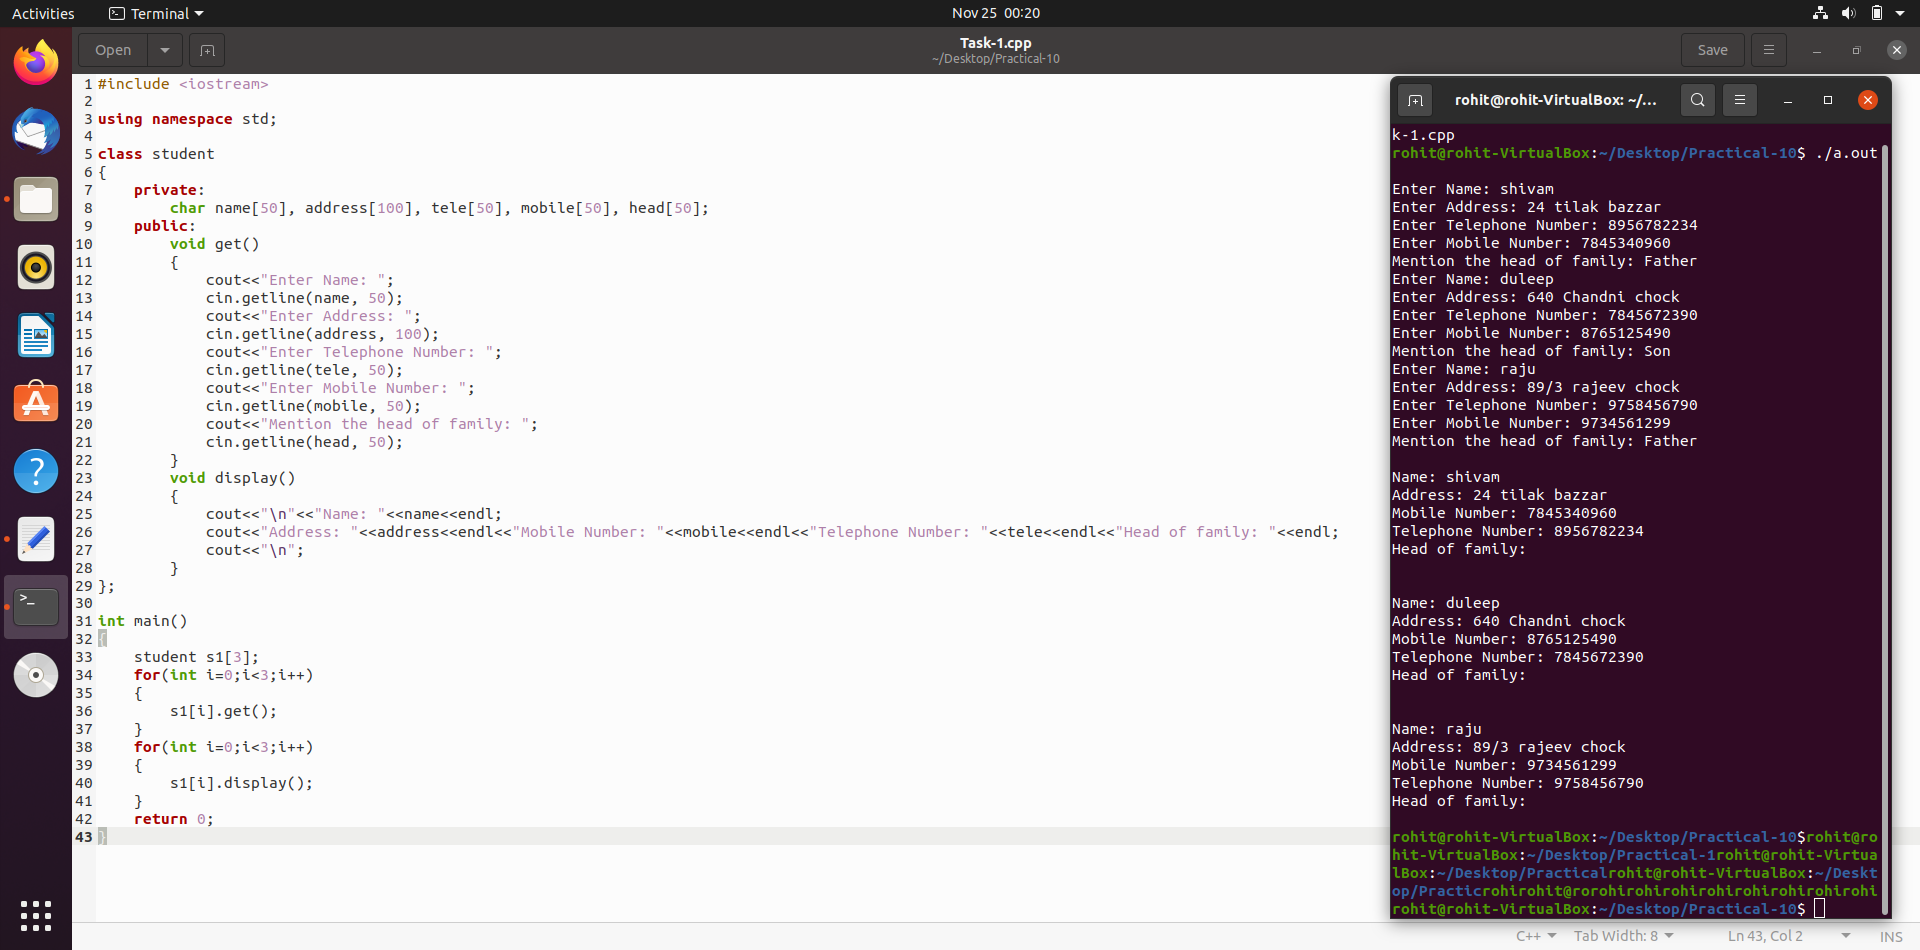 Activities
Terminal
Nov 25 00:20
Open
Task-1.cpp
~/Desktop/Practical-10
Save
1 #include <iostream>
2
3 using namespace std;
4
5 class student
6 {
7     private:
8         char name[50], address[100], tele[50], mobile[50], head[50];
9     public:
10         void get()
11         {
12             cout<<"Enter Name: ";
13             cin.getline(name, 50);
14             cout<<"Enter Address: ";
15             cin.getline(address, 100);
16             cout<<"Enter Telephone Number: ";
17             cin.getline(tele, 50);
18             cout<<"Enter Mobile Number: ";
19             cin.getline(mobile, 50);
20             cout<<"Mention the head of family: ";
21             cin.getline(head, 50);
22         }
23         void display()
24         {
25             cout<<"\n"<<"Name: "<<name<<endl;
26             cout<<"Address: "<<address<<endl<<"Mobile Number: "<<mobile<<endl<<"Telephone Number: "<<tele<<endl<<"Head of family: "<<endl;
27             cout<<"\n";
28         }
29 };
30
31 int main()
32 {
33     student s1[3];
34     for(int i=0;i<3;i++)
35     {
36         s1[i].get();
37     }
38     for(int i=0;i<3;i++)
39     {
40         s1[i].display();
41     }
42     return 0;
43 }
rohit@rohit-VirtualBox: ~/...
k-1.cpp
rohit@rohit-VirtualBox:~/Desktop/Practical-10$ ./a.out
Enter Name: shivam
Enter Address: 24 tilak bazzar
Enter Telephone Number: 8956782234
Enter Mobile Number: 7845340960
Mention the head of family: Father
Enter Name: duleep
Enter Address: 640 Chandni chock
Enter Telephone Number: 7845672390
Enter Mobile Number: 8765125490
Mention the head of family: Son
Enter Name: raju
Enter Address: 89/3 rajeev chock
Enter Telephone Number: 9758456790
Enter Mobile Number: 9734561299
Mention the head of family: Father
Name: shivam
Address: 24 tilak bazzar
Mobile Number: 7845340960
Telephone Number: 8956782234
Head of family:
Name: duleep
Address: 640 Chandni chock
Mobile Number: 8765125490
Telephone Number: 7845672390
Head of family:
Name: raju
Address: 89/3 rajeev chock
Mobile Number: 9734561299
Telephone Number: 9758456790
Head of family:
rohit@rohit-VirtualBox:~/Desktop/Practical-10$rohit@ro
hit-VirtualBox:~/Desktop/Practical-1rohit@rohit-Virtua
lBox:~/Desktop/Practicalrohit@rohit-VirtualBox:~/Deskt
op/Practicrohirohit@rorohirohirohirohirohirohirohirohi
rohit@rohit-VirtualBox:~/Desktop/Practical-10$
C++
Tab Width: 8
Ln 43, Col 2
INS